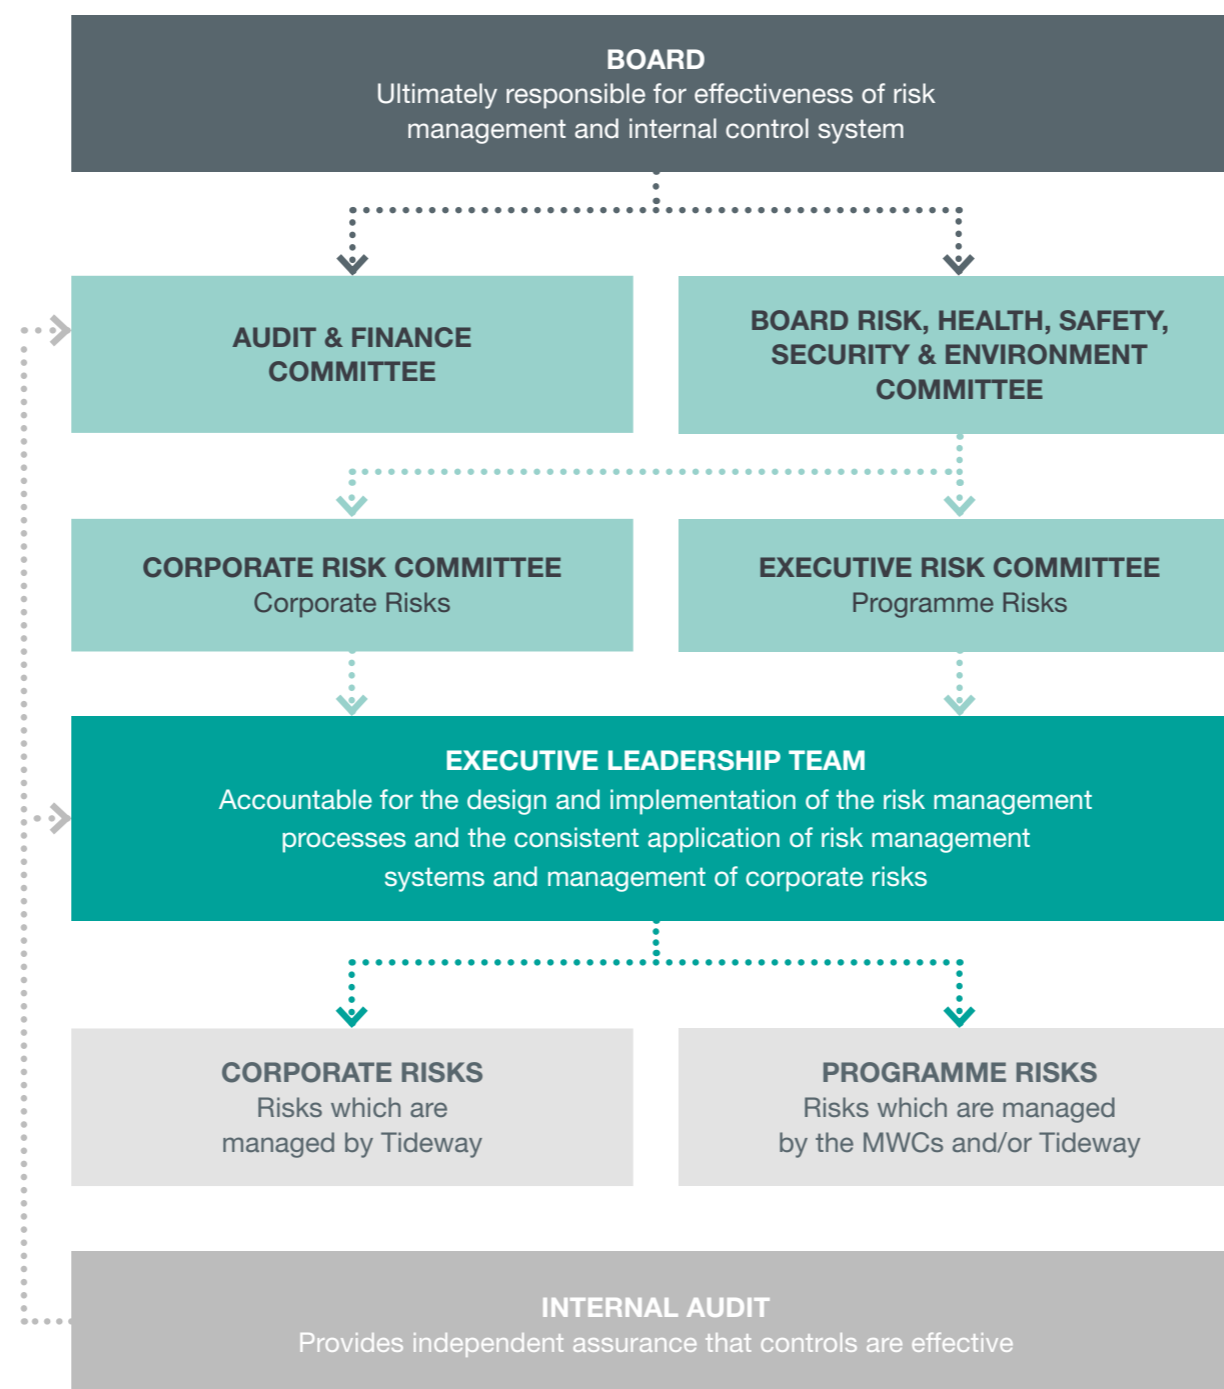 BOARD
Ultimately responsible for effectiveness of risk
management and internal control system
AUDIT & FINANCE
COMMITTEE
BOARD RISK, HEALTH, SAFETY,
SECURITY & ENVIRONMENT
COMMITTEE
CORPORATE RISK COMMITTEE
Corporate Risks
EXECUTIVE RISK COMMITTEE
Programme Risks
EXECUTIVE LEADERSHIP TEAM
Accountable for the design and implementation of the risk management
processes and the consistent application of risk management
systems and management of corporate risks
CORPORATE RISKS
Risks which are
managed by Tideway
PROGRAMME RISKS
Risks which are managed
by the MWCs and/or Tideway
INTERNAL AUDIT
Provides independent assurance that controls are effective